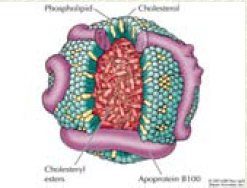 Phospholipid
Cholesterol
Cholesteryl
esters
Apoprotein B100